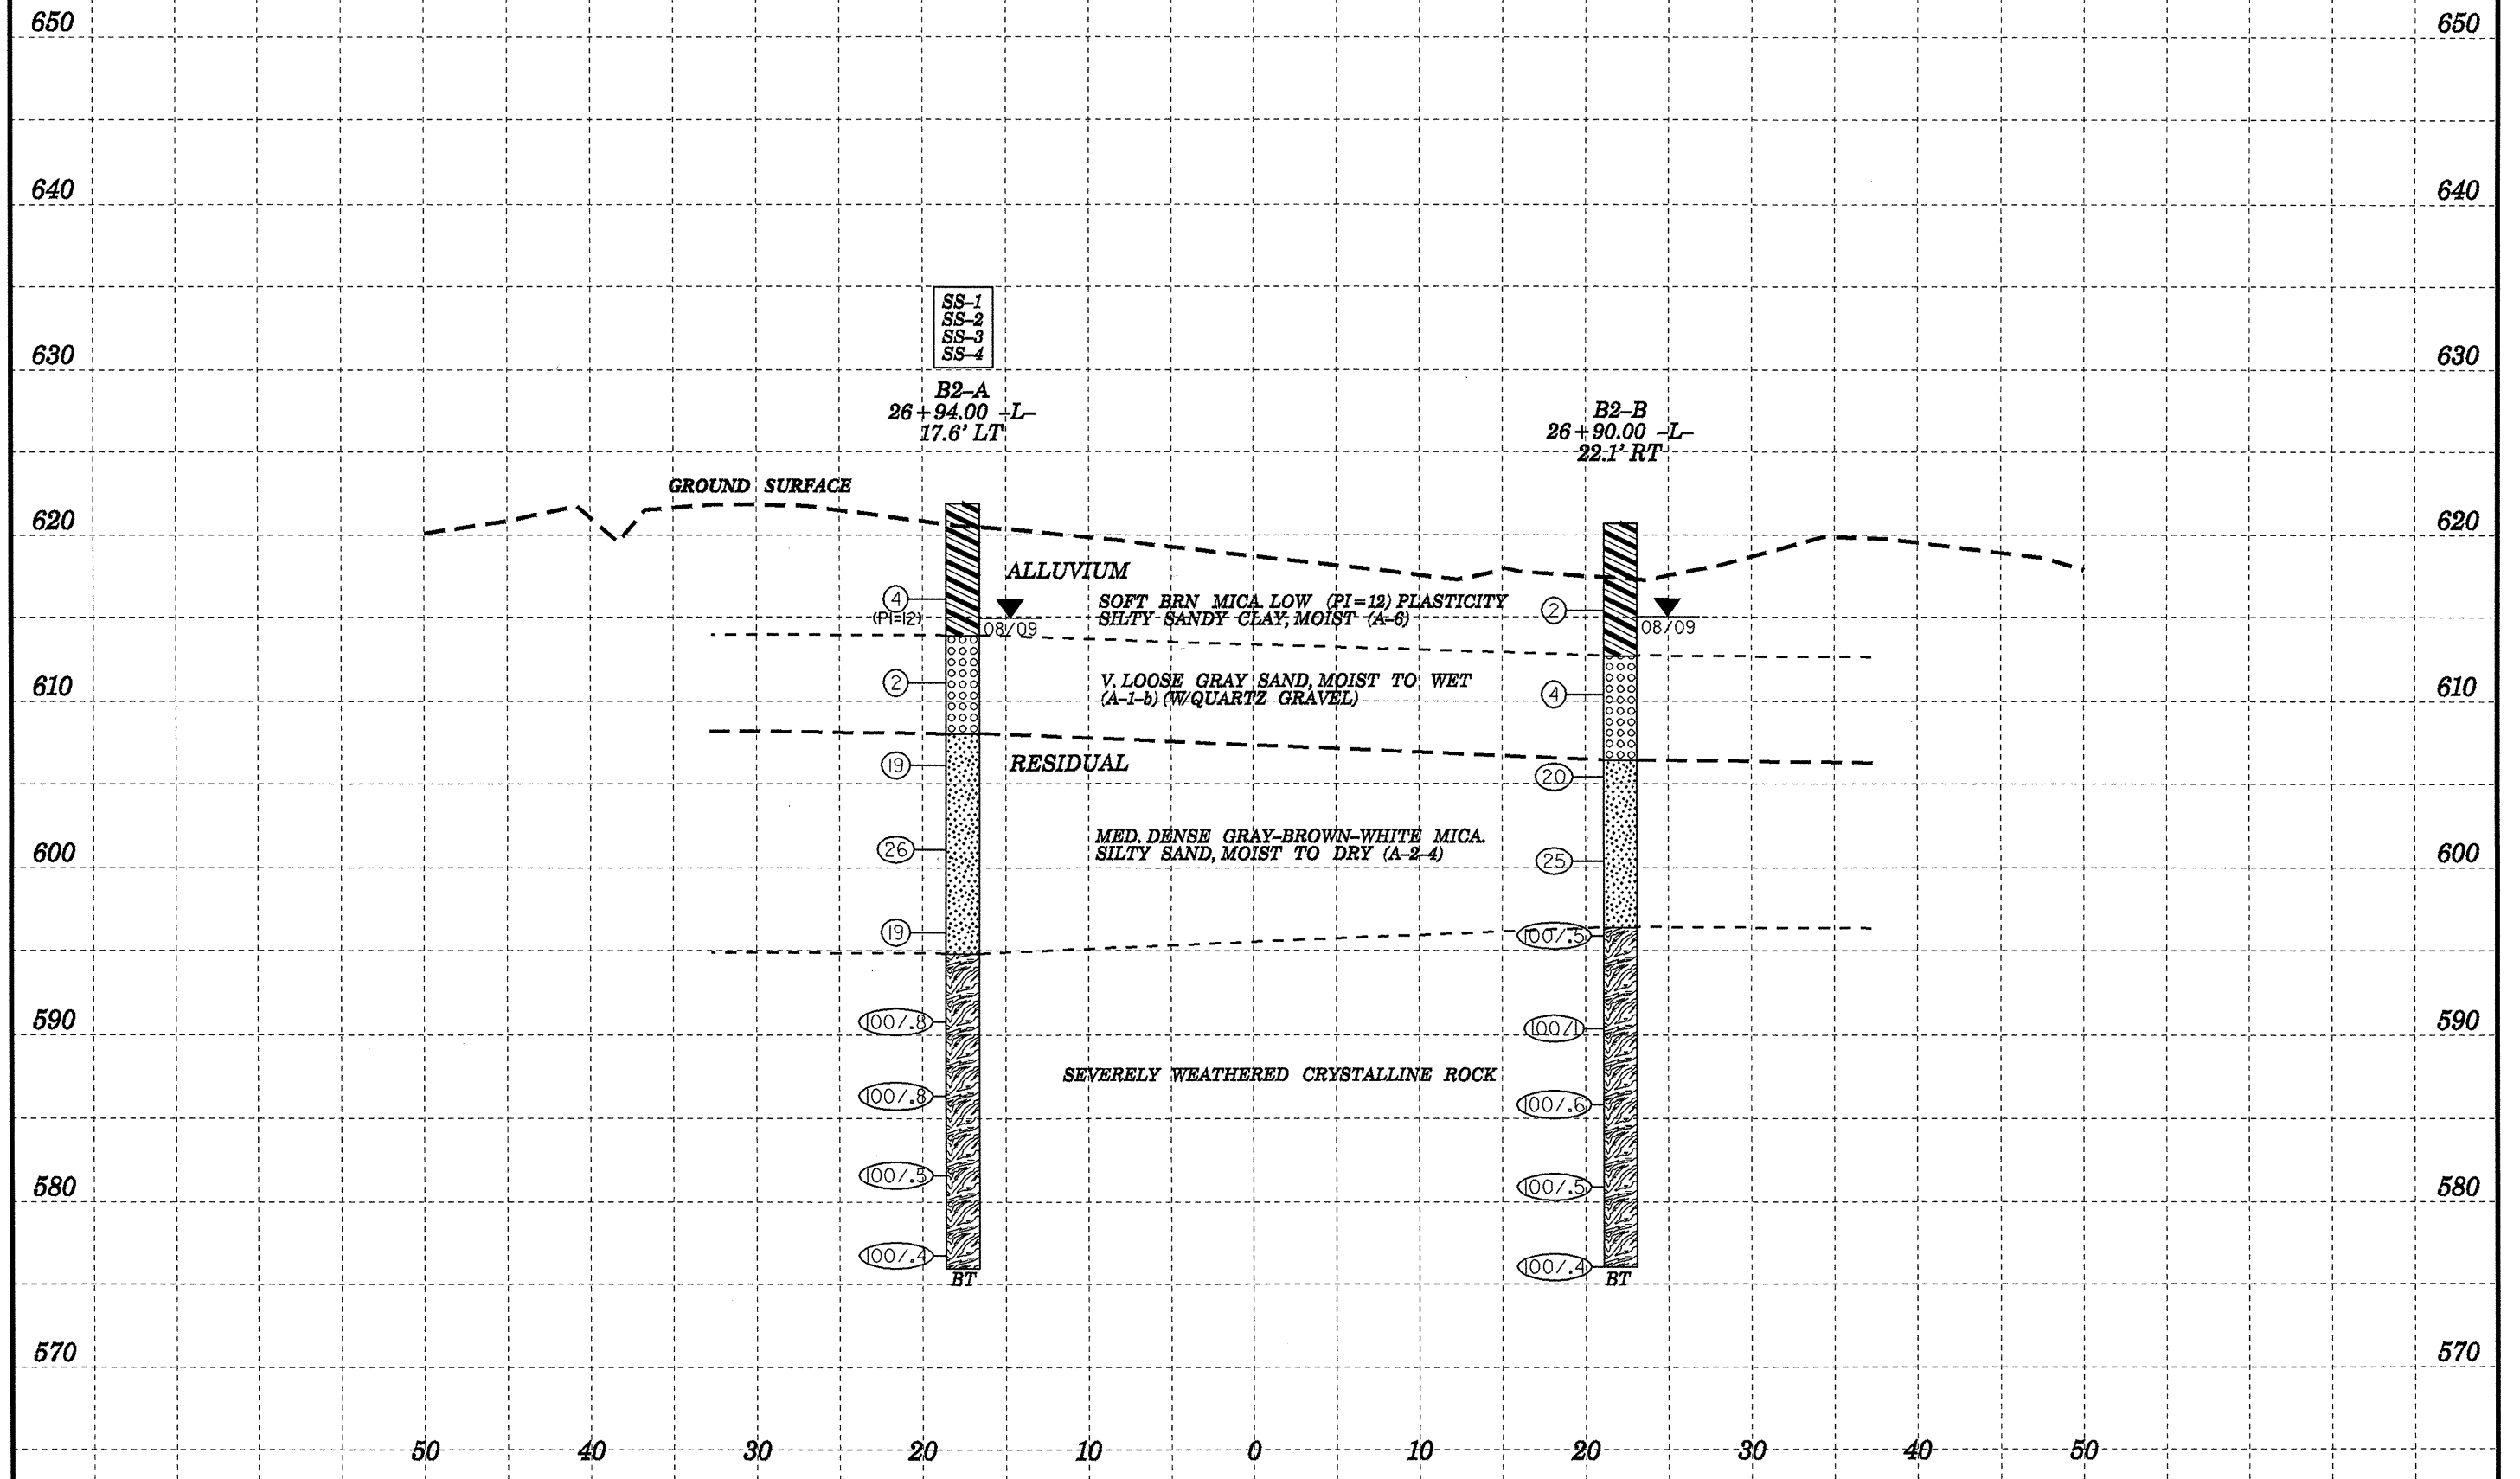 650 650
640 640
SS-1
SS-2
SS-3
SS-4
630 630
B2-A
26+94.00 -L-
17.6' LT
B2-B
26+90.00 -L-
22.1' RT
GROUND SURFACE
620 620
ALLUVIUM
4
(PI=12)
08/09
SOFT BRN MICA. LOW (PI=12) PLASTICITY
SILTY SANDY CLAY, MOIST (A-6)
2
08/09
610 610
2
V. LOOSE GRAY SAND, MOIST TO WET
(A-1-b) (W/QUARTZ GRAVEL)
4
19
RESIDUAL
20
MED. DENSE GRAY-BROWN-WHITE MICA.
SILTY SAND, MOIST TO DRY (A-2-4)
600 600
26
25
19
100/.5
590 590
100/.8
100/1
SEVERELY WEATHERED CRYSTALLINE ROCK
100/.8
100/.6
580 580
100/.5
100/.5
100/.4
100/.4
BT
BT
570 570
50 40 30 20 10 0 10 20 30 40 50